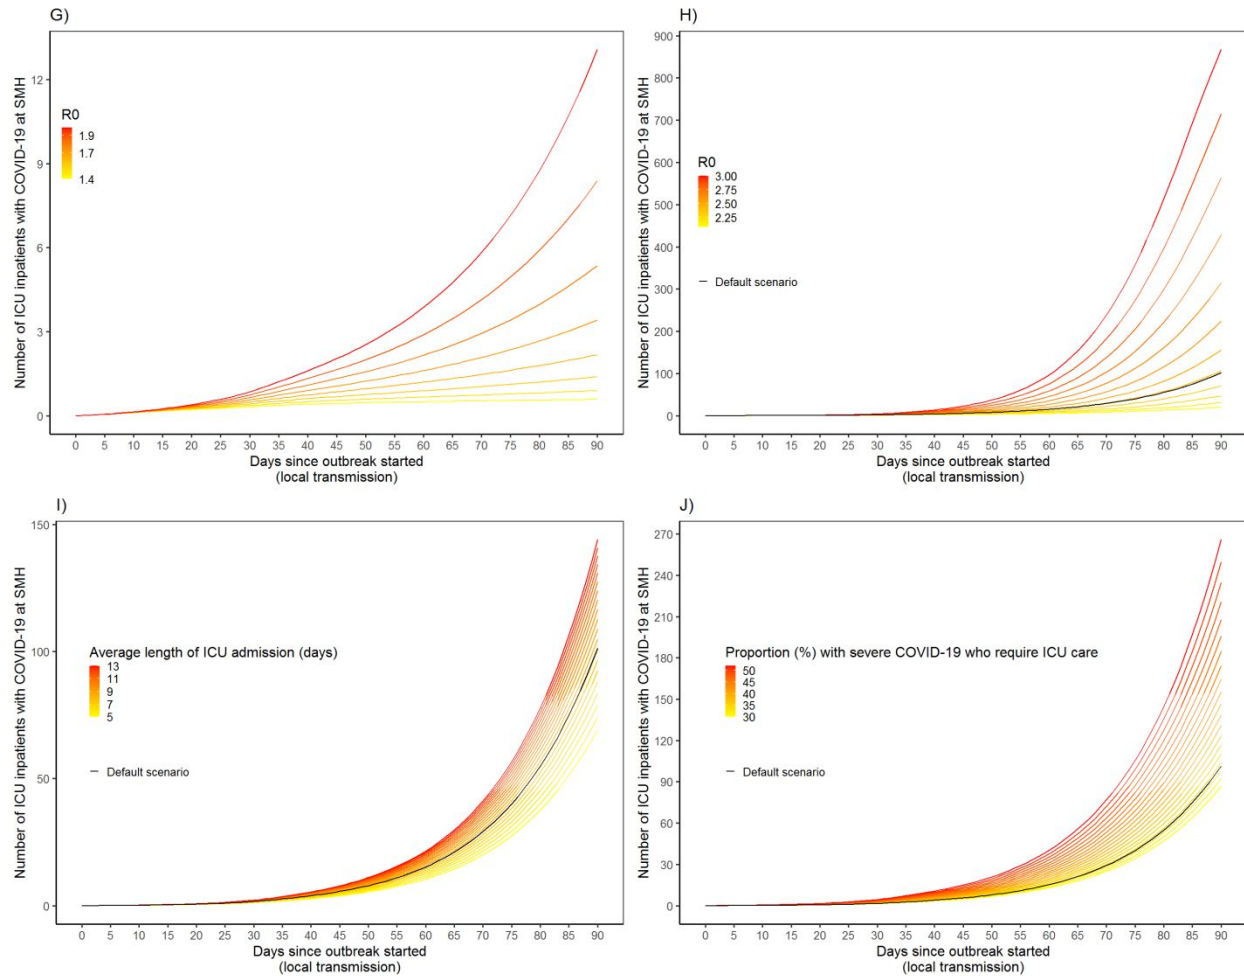 G)
Number of ICU inpatients with COVID-19 at SMH
12
9
6
3
0
R0
1.9
1.7
1.4
0 5 10 15 20 25 30 35 40 45 50 55 60 65 70 75 80 85 90
Days since outbreak started
(local transmission)
H)
Number of ICU inpatients with COVID-19 at SMH
900
800
700
600
500
400
300
200
100
0
R0
3.00
2.75
2.50
2.25
Default scenario
0 5 10 15 20 25 30 35 40 45 50 55 60 65 70 75 80 85 90
Days since outbreak started
(local transmission)
I)
Number of ICU inpatients with COVID-19 at SMH
150
100
50
0
Average length of ICU admission (days)
13
11
9
7
5
Default scenario
0 5 10 15 20 25 30 35 40 45 50 55 60 65 70 75 80 85 90
Days since outbreak started
(local transmission)
J)
Number of ICU inpatients with COVID-19 at SMH
270
240
210
180
150
120
90
60
30
0
Proportion (%) with severe COVID-19 who require ICU care
50
45
40
35
30
Default scenario
0 5 10 15 20 25 30 35 40 45 50 55 60 65 70 75 80 85 90
Days since outbreak started
(local transmission)